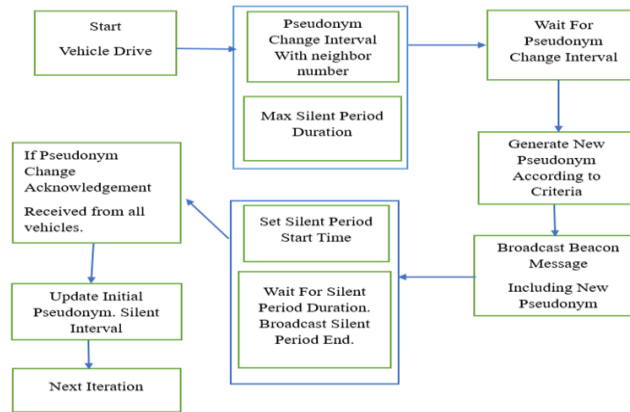 Start
Vehicle Drive
Pseudonym
Change Interval
With neighbor
number
Max Silent Period
Duration
Wait For
Pseudonym
Change Interval
Generate New
Pseudonym
According to
Criteria
Broadcast Beacon
Message
Including New
Pseudonym
Set Silent Period
Start Time
Wait For Silent
Period Duration.
Broadcast Silent
Period End.
If Pseudonym
Change
Acknowledgement
Received from all
vehicles.
Update Initial
Pseudonym. Silent
Interval
Next Iteration